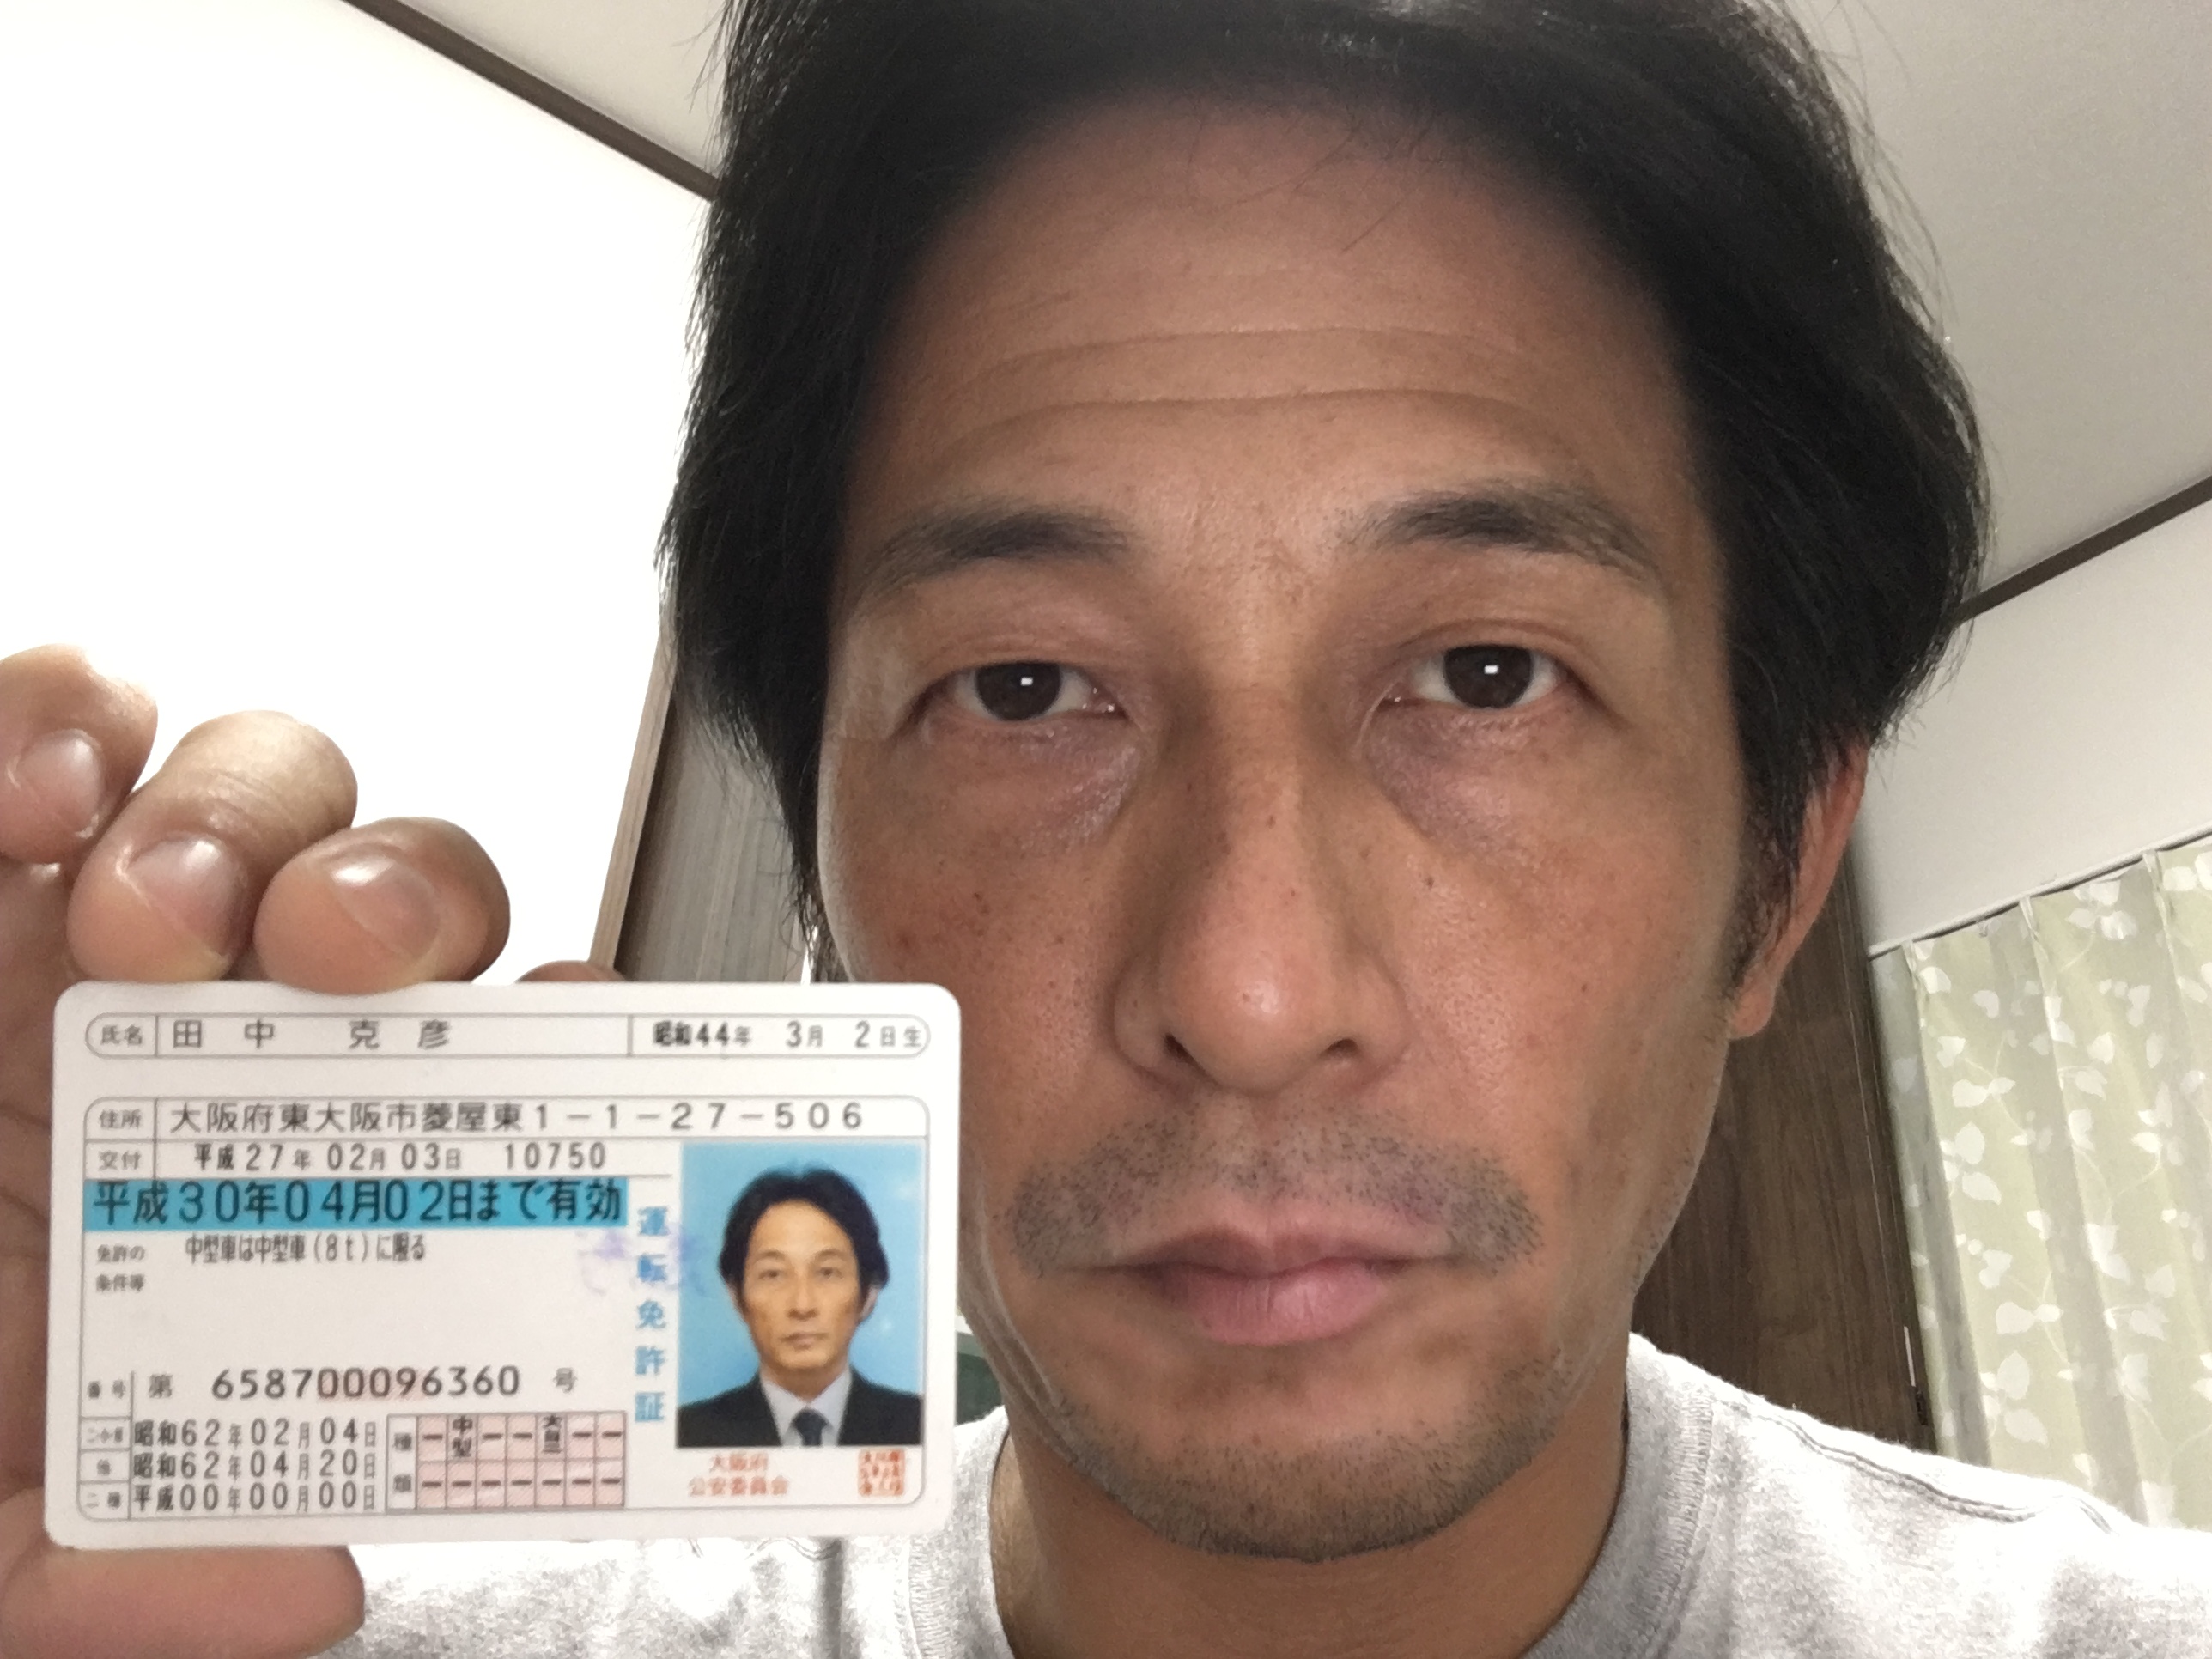 氏名 田中 克彦 昭和44年 3月 2日生
住所 大阪府東大阪市菱屋東1-1-27-506
交付 平成27年02月03日 10750
平成30年04月02日まで有効
免許の
条件等
中型車は中型車(8t)に限る
運転免許証
番号 第 658700096360 号
二・小・原 昭和62年02月04日
他 昭和62年04月20日
二種 平成00年00月00日
種類 中型 大自二
大阪府
公安委員会